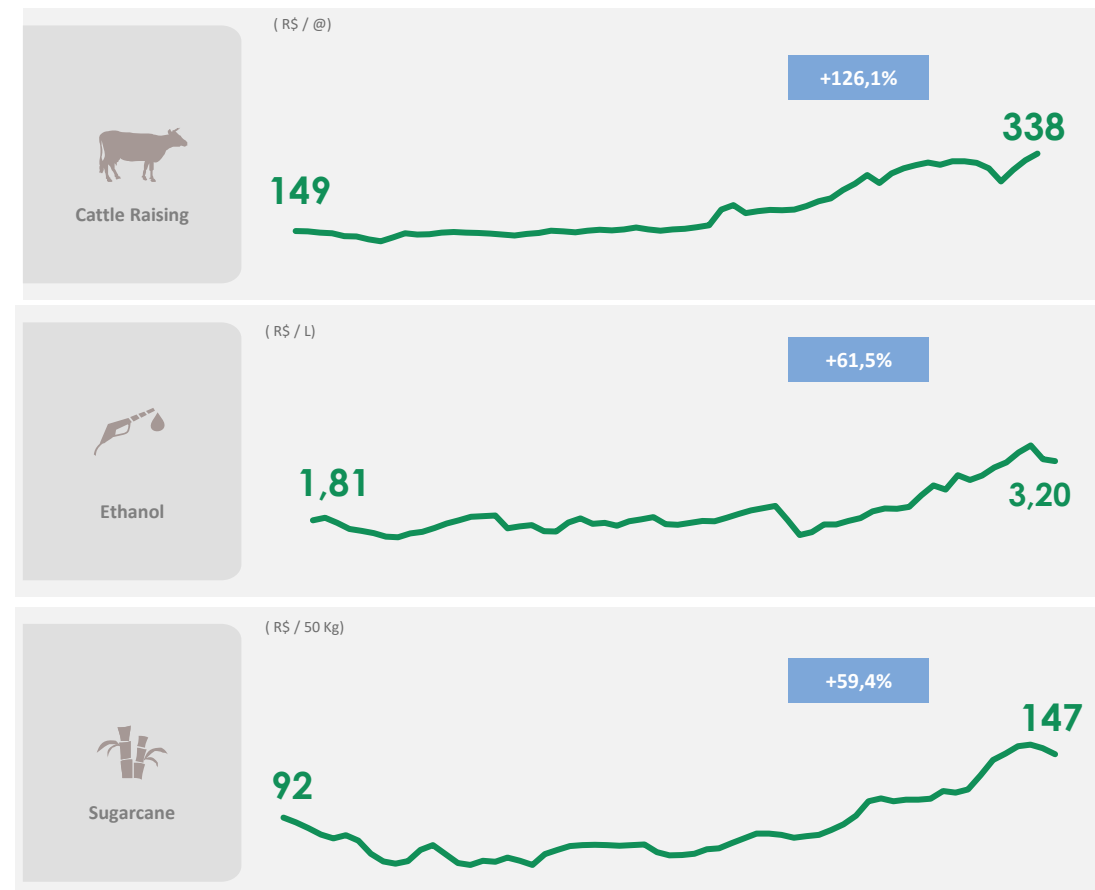 ( R$ / @)
+126,1%
338
149
Cattle Raising
( R$ / L)
+61,5%
1,81
3,20
Ethanol
( R$ / 50 Kg)
+59,4%
147
92
Sugarcane